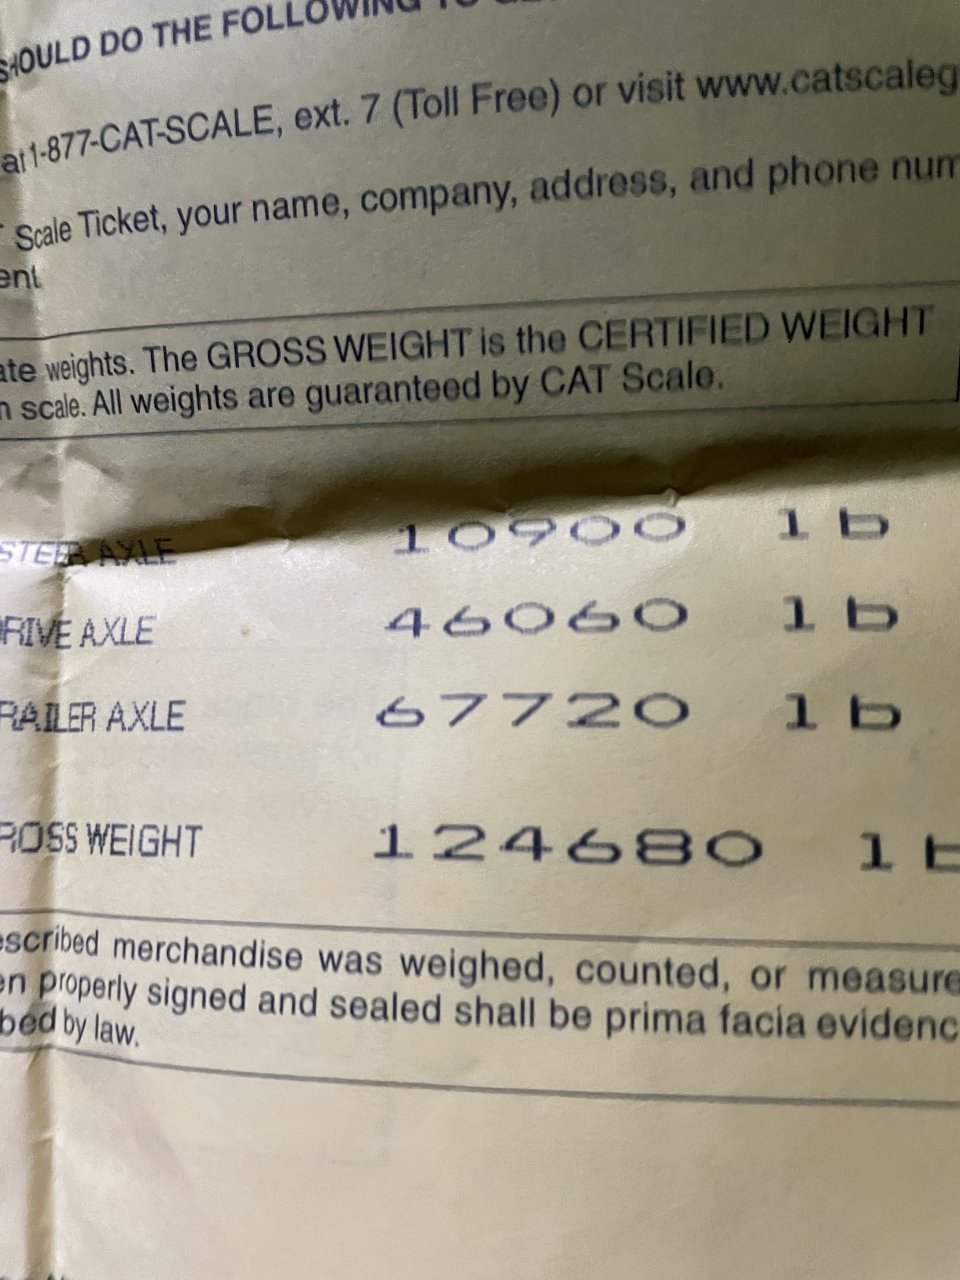 SHOULD DO THE FOLLOWING TO
at 1-877-CAT-SCALE, ext. 7 (Toll Free) or visit www.catscaleg
Scale Ticket, your name, company, address, and phone num
ent.
ate weights. The GROSS WEIGHT is the CERTIFIED WEIGHT
n scale. All weights are guaranteed by CAT Scale.
STEER AXLE 10900 lb
DRIVE AXLE 46060 lb
RAILER AXLE 67720 lb
ROSS WEIGHT 124680 lb
escribed merchandise was weighed, counted, or measure
en properly signed and sealed shall be prima facia evidenc
bed by law.